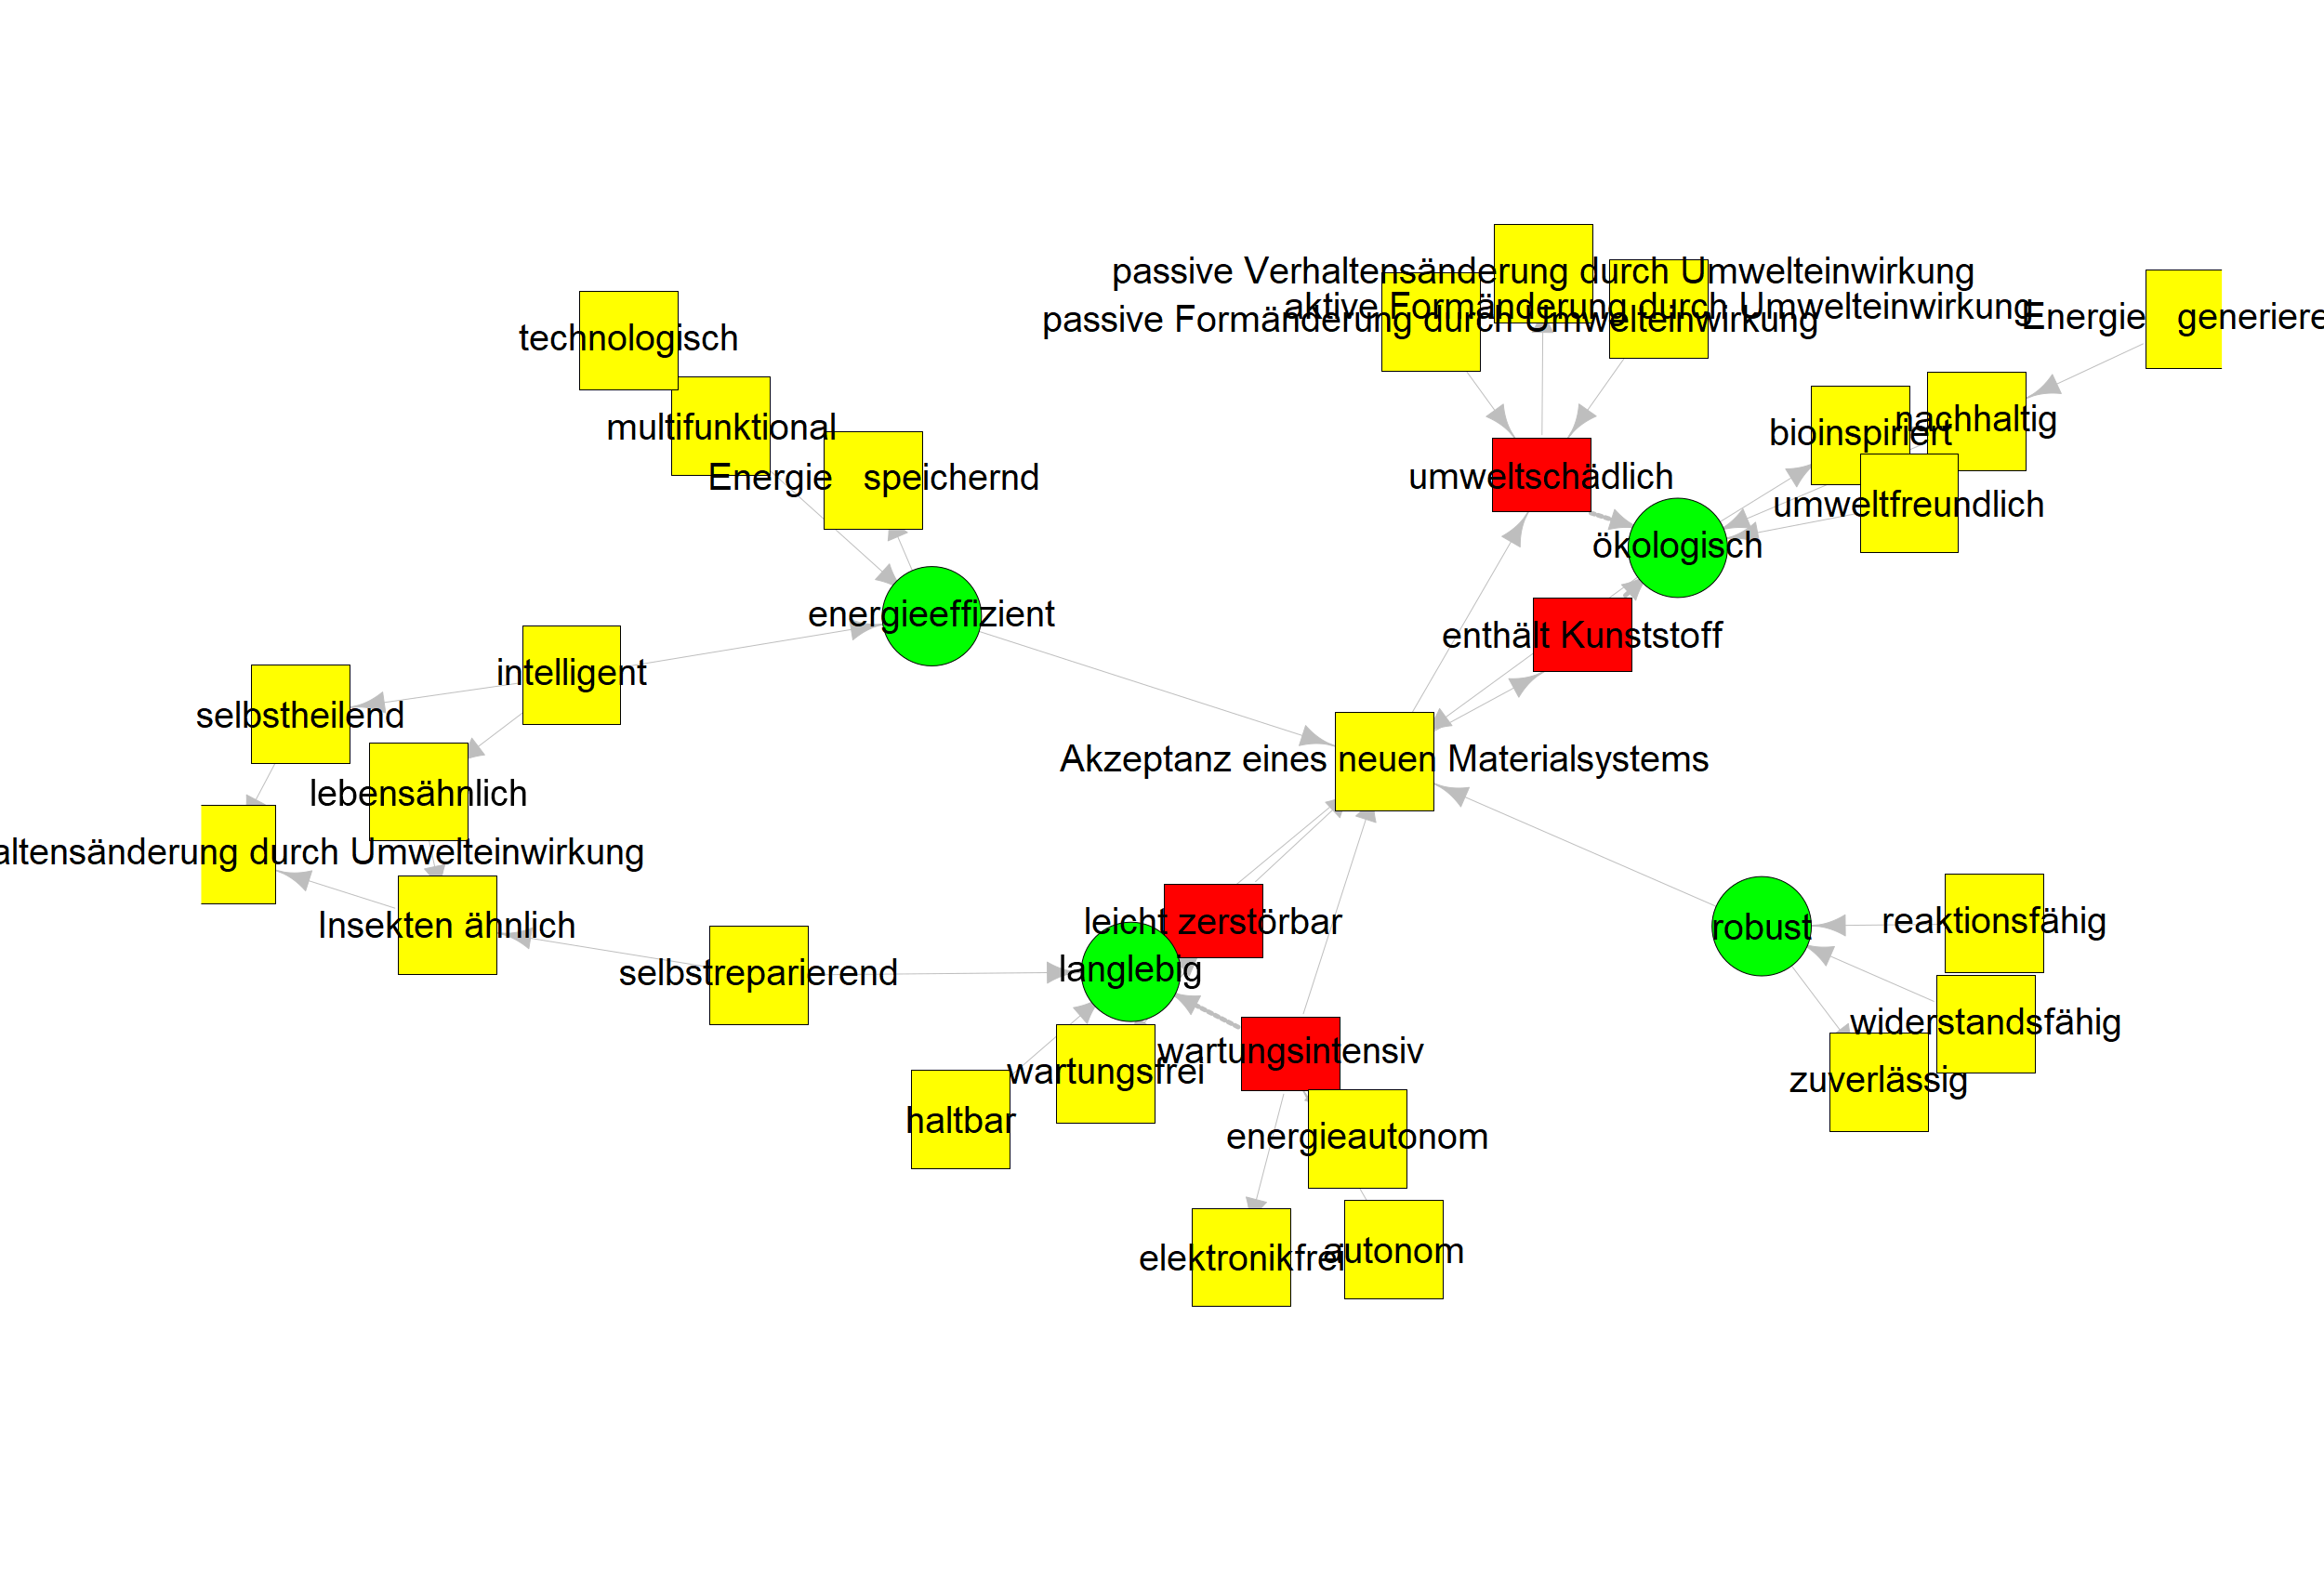 passive Verhaltensänderung durch Umwelteinwirkung
aktive Formänderung durch Umwelteinwirkung
passive Formänderung durch Umwelteinwirkung
Energie generiere
technologisch
multifunktional
nachhaltig
bioinspiriert
Energie speichernd
umweltschädlich
umweltfreundlich
ökologisch
energieeffizient
enthält Kunststoff
intelligent
selbstheilend
Akzeptanz eines neuen Materialsystems
lebensähnlich
altensänderung durch Umwelteinwirkung
Insekten ähnlich
leicht zerstörbar
robust
reaktionsfähig
selbstreparierend
langlebig
widerstandsfähig
wartungsintensiv
wartungsfrei
zuverlässig
haltbar
energieautonom
elektronikfrei
autonom